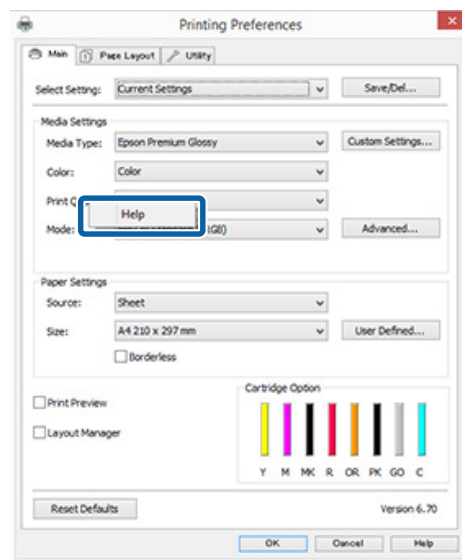 Printing Preferences
Main Page Layout Utility
Select Setting: Current Settings Save/Del...
Media Settings
Media Type: Epson Premium Glossy Custom Settings...
Color: Color
Print Q
Help
Mode: RGB) Advanced...
Paper Settings
Source: Sheet
Size: A4 210 x 297 mm User Defined...
Borderless
Cartridge Option
Print Preview
Layout Manager
Y M MK R OR PK GO C
Reset Defaults Version 6.70
OK Cancel Help